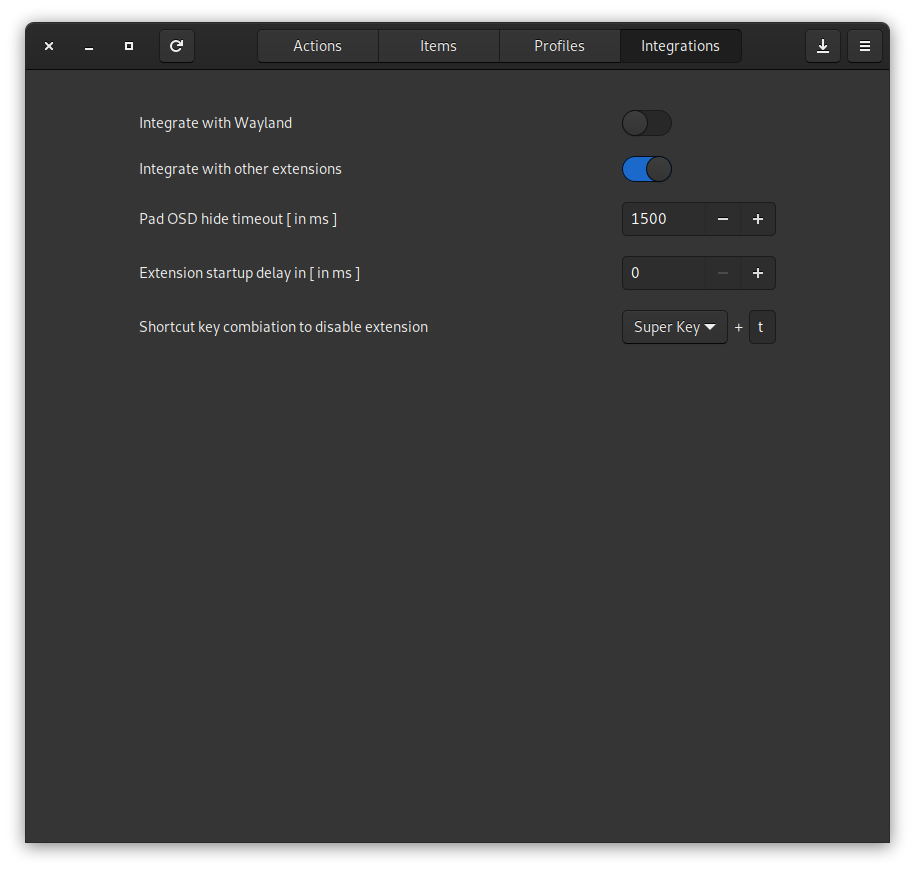 Actions Items Profiles Integrations
Integrate with Wayland
Integrate with other extensions
Pad OSD hide timeout [ in ms ] 1500 − +
Extension startup delay in [ in ms ] 0 − +
Shortcut key combiation to disable extension Super Key + t